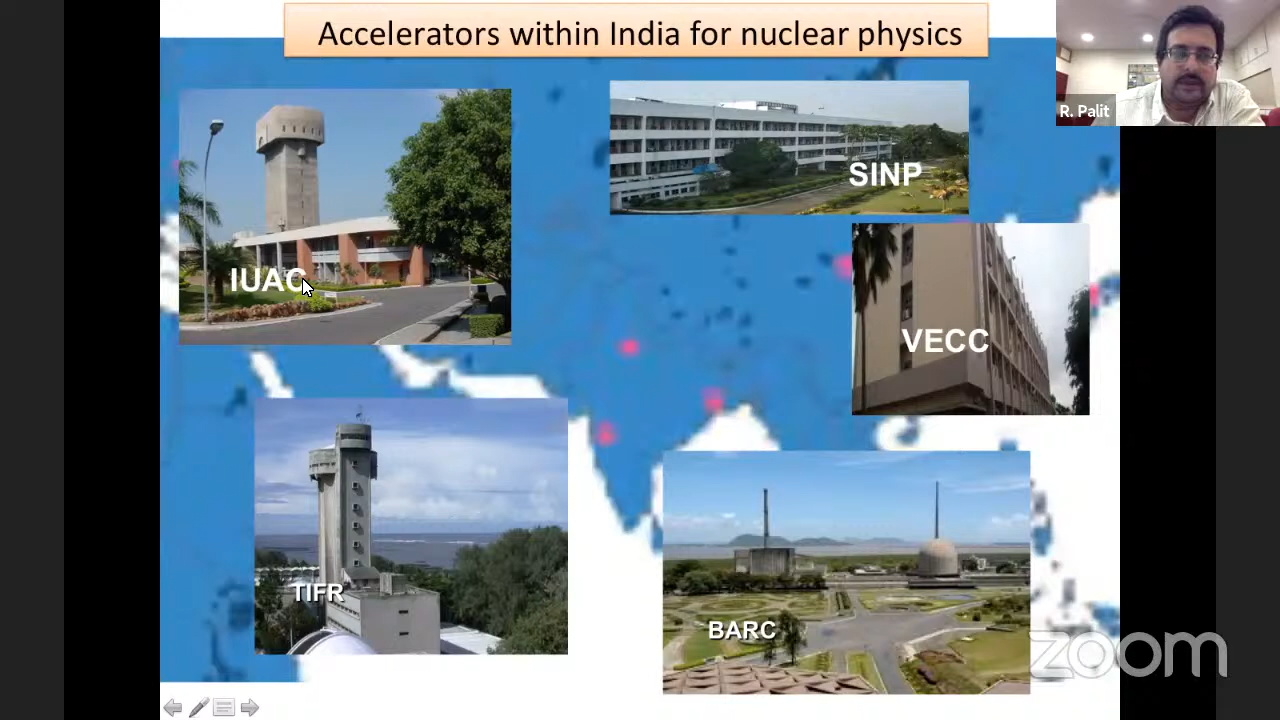 Accelerators within India for nuclear physics
R. Palit
SINP
IUAC
VECC
TIFR
BARC
zoom